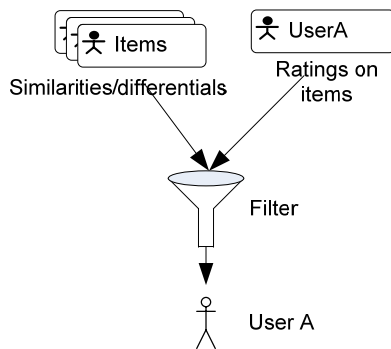 Items
UserA
Similarities/differentials
Ratings on
items
Filter
User A